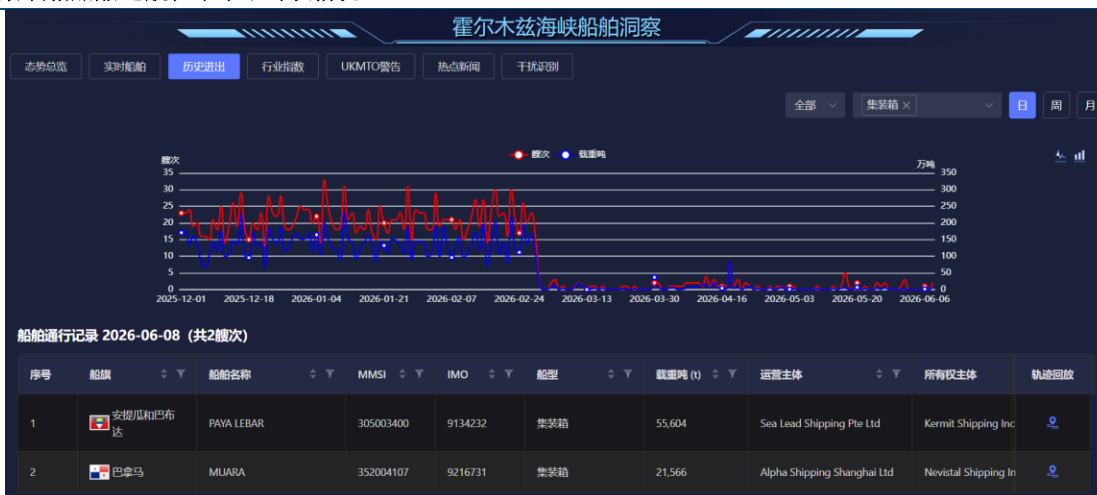 霍尔木兹海峡船舶洞察
态势总览 实时船舶 历史进出 行业指数 UKMTO警告 热点新闻 干扰识别
全部 集装箱 × 日 周 月
艘次 载重吨
艘次 万吨
35 350
30 300
25 250
20 200
15 150
10 100
5 50
0 0
2025-12-01 2025-12-18 2026-01-04 2026-01-21 2026-02-07 2026-02-24 2026-03-13 2026-03-30 2026-04-16 2026-05-03 2026-05-20 2026-06-06
船舶通行记录 2026-06-08（共2艘次）
序号 船旗 船舶名称 MMSI IMO 船型 载重吨 (t) 运营主体 所有权主体 轨迹回放
1 安提瓜和巴布达 PAYA LEBAR 305003400 9134232 集装箱 55,604 Sea Lead Shipping Pte Ltd Kermit Shipping Inc
2 巴拿马 MUARA 352004107 9216731 集装箱 21,566 Alpha Shipping Shanghai Ltd Nevistal Shipping In